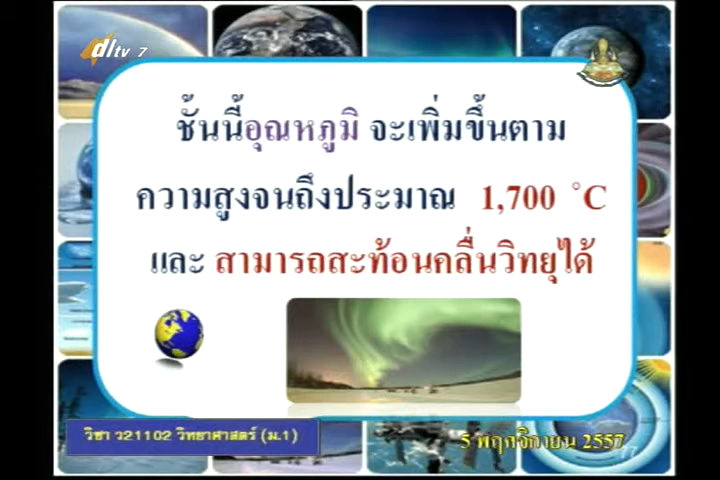 dltv 7
ชั้นนี้อุณหภูมิ จะเพิ่มขึ้นตาม
ความสูงจนถึงประมาณ 1,700 °C
และ สามารถสะท้อนคลื่นวิทยุได้
วิชา ว21102 วิทยาศาสตร์ (ม.1)
5 พฤศจิกายน 2557
17